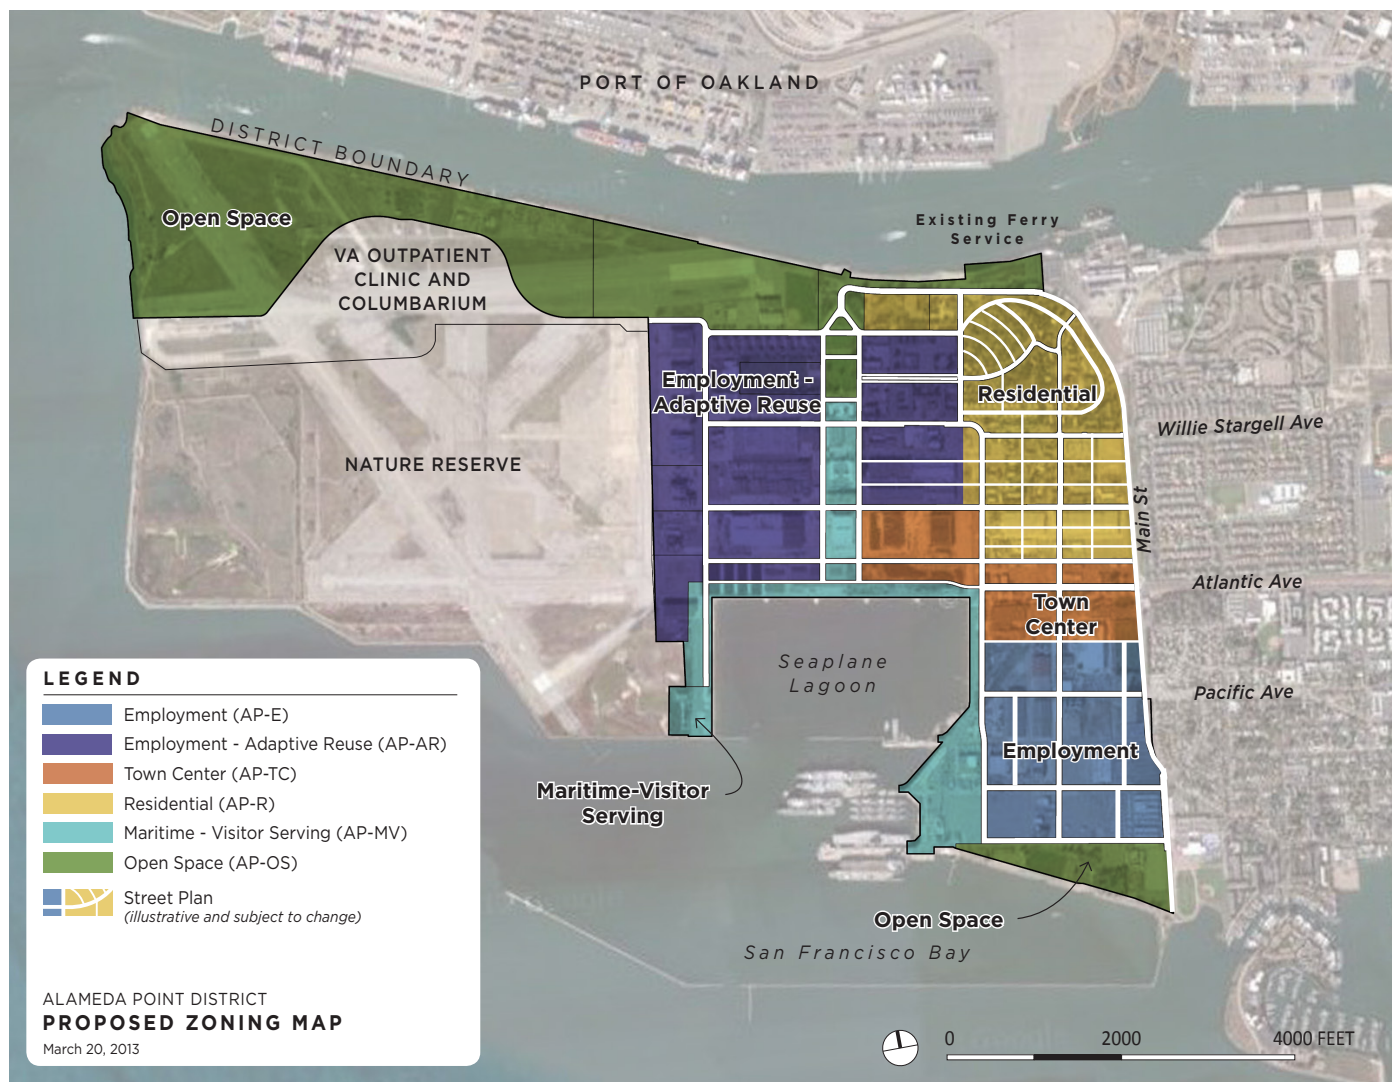 PORT OF OAKLAND
DISTRICT BOUNDARY
Open Space
Existing Ferry
Service
VA OUTPATIENT
CLINIC AND
COLUMBARIUM
Employment -
Adaptive Reuse
Residential
Willie Stargell Ave
NATURE RESERVE
Main St
Atlantic Ave
Town
Center
Seaplane
Lagoon
Pacific Ave
Employment
Maritime-Visitor
Serving
Open Space
San Francisco Bay
LEGEND
Employment (AP-E)
Employment - Adaptive Reuse (AP-AR)
Town Center (AP-TC)
Residential (AP-R)
Maritime - Visitor Serving (AP-MV)
Open Space (AP-OS)
Street Plan
(illustrative and subject to change)
ALAMEDA POINT DISTRICT
PROPOSED ZONING MAP
March 20, 2013
0 2000 4000 FEET